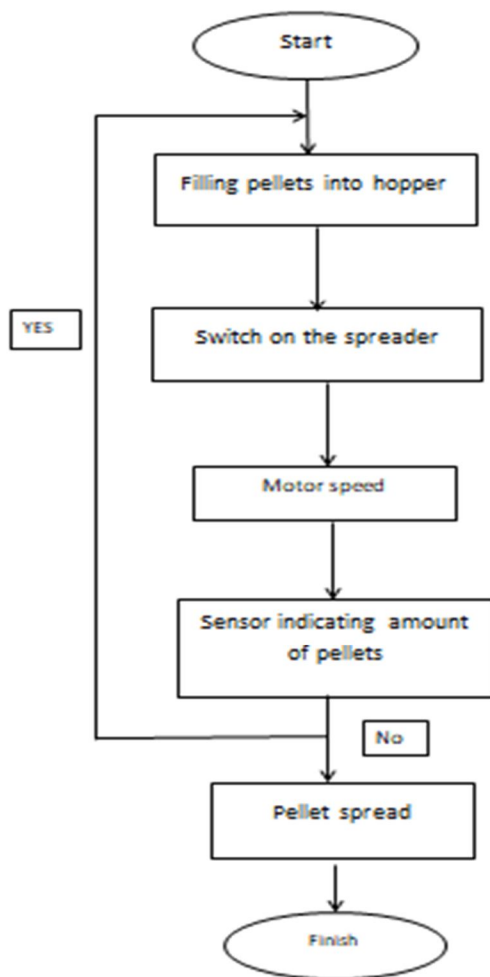 Start
Filling pellets into hopper
YES
Switch on the spreader
Motor speed
Sensor indicating amount
of pellets
No
Pellet spread
Finish